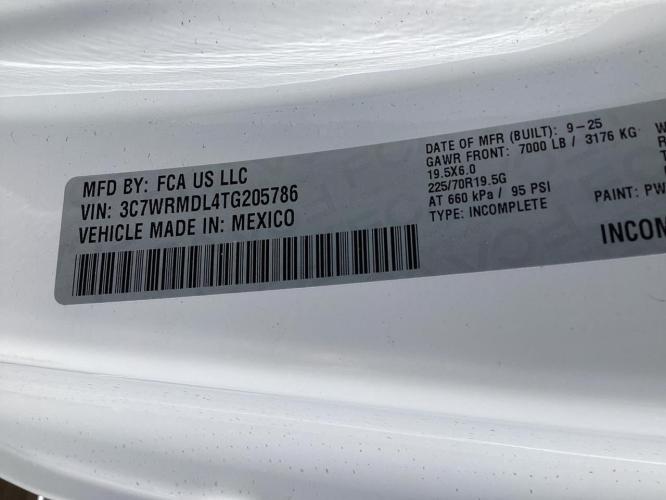 MFD BY: FCA US LLC
VIN: 3C7WRMDL4TG205786
VEHICLE MADE IN: MEXICO
DATE OF MFR (BUILT): 9-25
GAWR FRONT: 7000 LB / 3176 KG
19.5X6.0
225/70R19.5G
AT 660 kPa / 95 PSI
TYPE: INCOMPLETE
PAINT: PW
INCOM